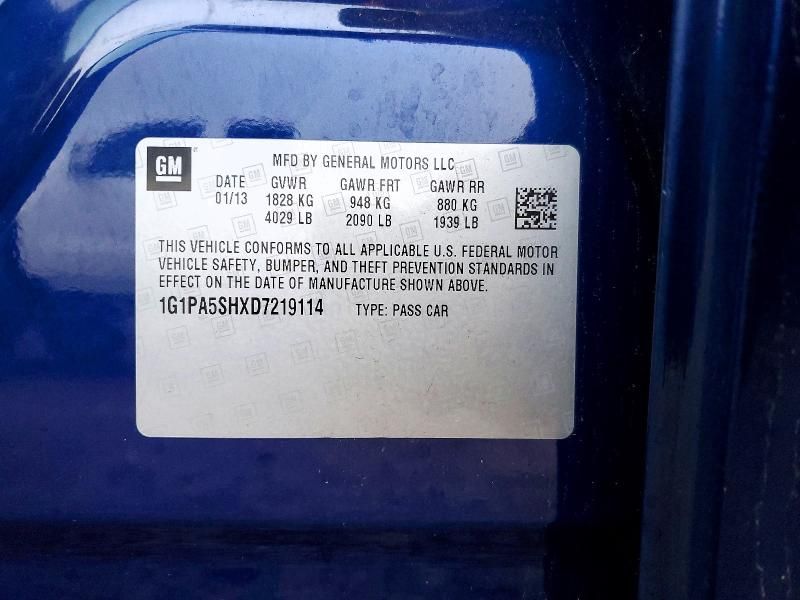 GM
MFD BY GENERAL MOTORS LLC
DATE GVWR GAWR FRT GAWR RR
01/13 1828 KG 948 KG 880 KG
4029 LB 2090 LB 1939 LB
THIS VEHICLE CONFORMS TO ALL APPLICABLE U.S. FEDERAL MOTOR
VEHICLE SAFETY, BUMPER, AND THEFT PREVENTION STANDARDS IN
EFFECT ON THE DATE OF MANUFACTURE SHOWN ABOVE.
1G1PA5SHXD7219114 TYPE: PASS CAR